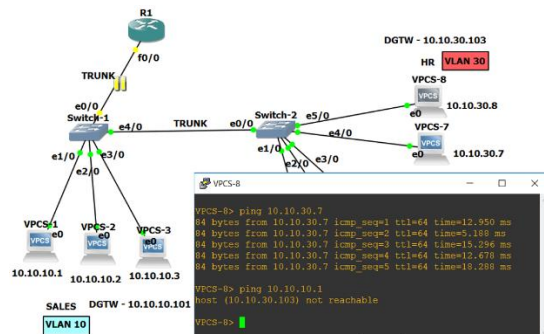 R1
f0/0
TRUNK
e0/0
Switch-1
e4/0
TRUNK
e0/0
Switch-2
e5/0
e4/0
e1/0
e2/0
e3/0
DGTW - 10.10.30.103
HR
VLAN 30
VPCS-8
e0
10.10.30.8
VPCS-7
e0
10.10.30.7
e1/0
e2/0
e3/0
VPCS-1
VPCS
e0
10.10.10.1
VPCS-2
VPCS
e0
10.10.10.2
VPCS-3
VPCS
e0
10.10.10.3
SALES
DGTW - 10.10.10.101
VLAN 10
VPCS-8
VPCS-8> ping 10.10.30.7
84 bytes from 10.10.30.7 icmp_seq=1 ttl=64 time=12.950 ms
84 bytes from 10.10.30.7 icmp_seq=2 ttl=64 time=5.188 ms
84 bytes from 10.10.30.7 icmp_seq=3 ttl=64 time=15.296 ms
84 bytes from 10.10.30.7 icmp_seq=4 ttl=64 time=12.678 ms
84 bytes from 10.10.30.7 icmp_seq=5 ttl=64 time=18.288 ms
VPCS-8> ping 10.10.10.1
host (10.10.30.103) not reachable
VPCS-8>